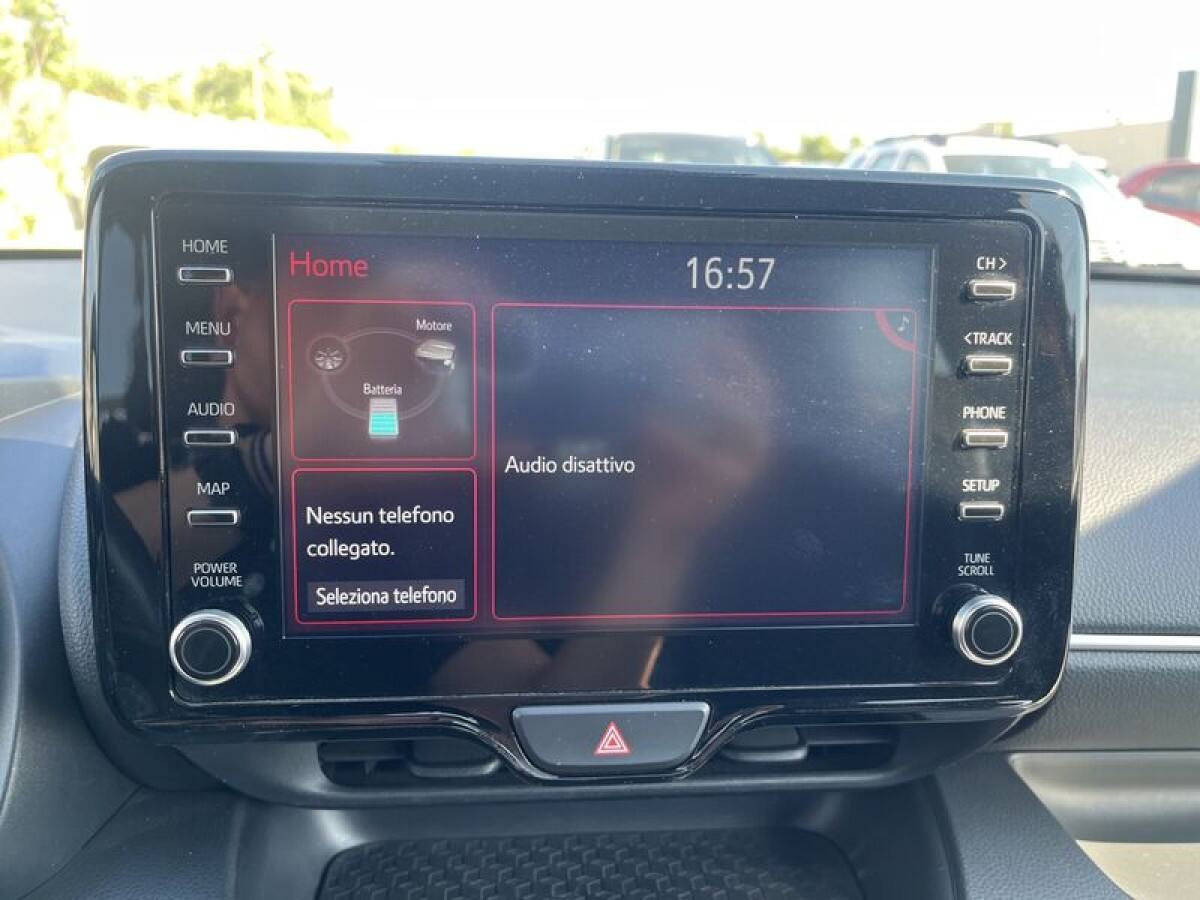 HOME
MENU
AUDIO
MAP
POWER
VOLUME
Home
16:57
Motore
Batteria
Audio disattivo
Nessun telefono
collegato.
Seleziona telefono
CH >
< TRACK
PHONE
SETUP
TUNE
SCROLL